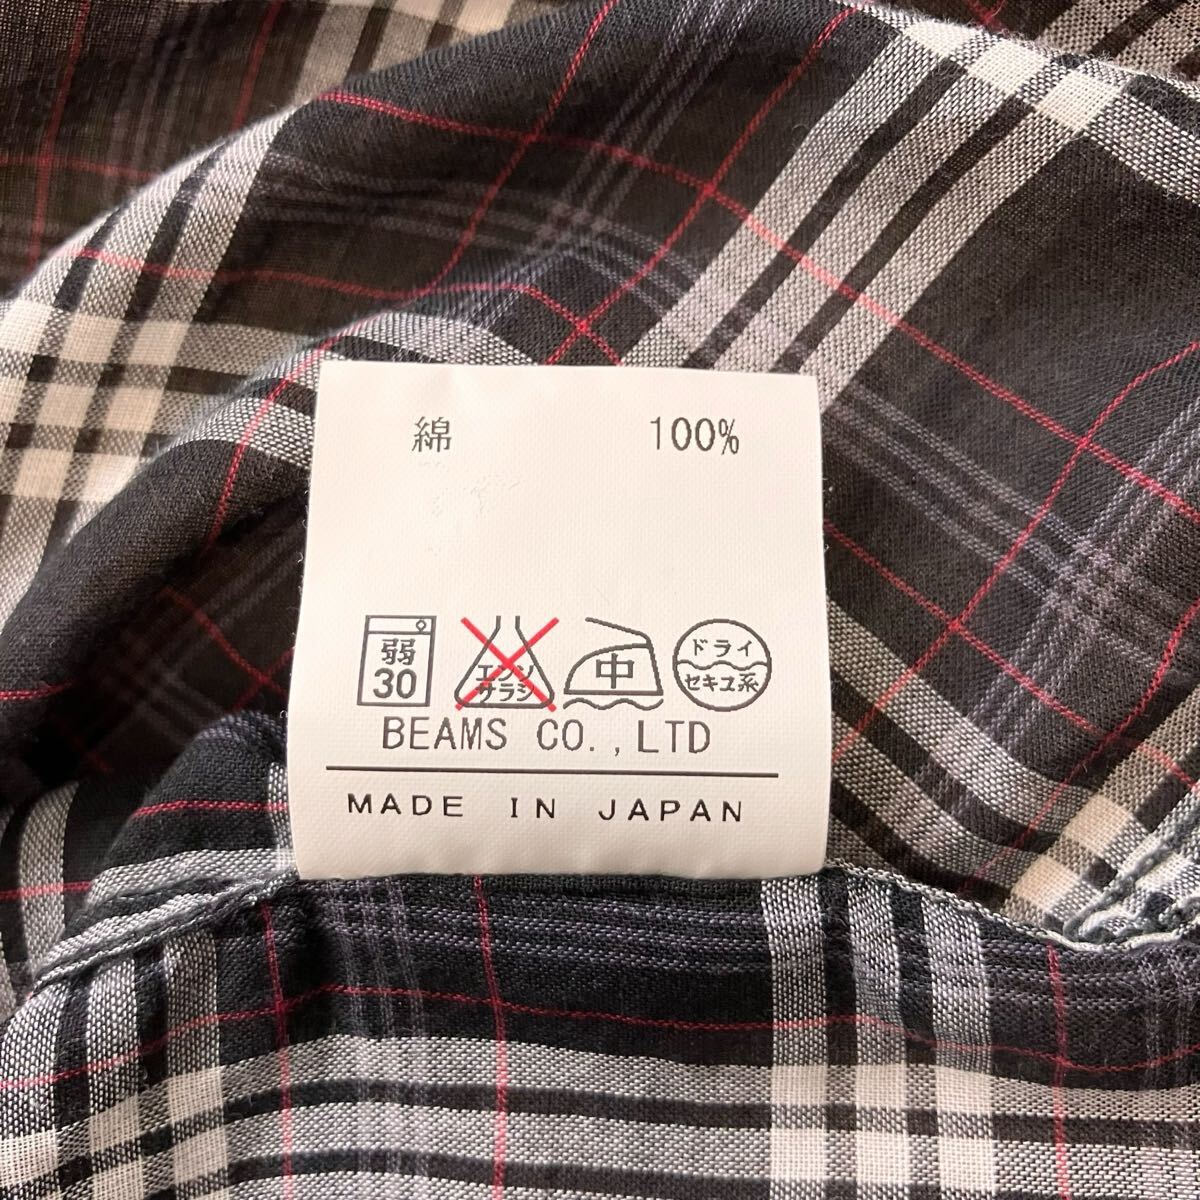 綿 100%
弱 30
エンソ サラシ
中
ドライ セキユ系
BEAMS CO.,LTD
MADE IN JAPAN